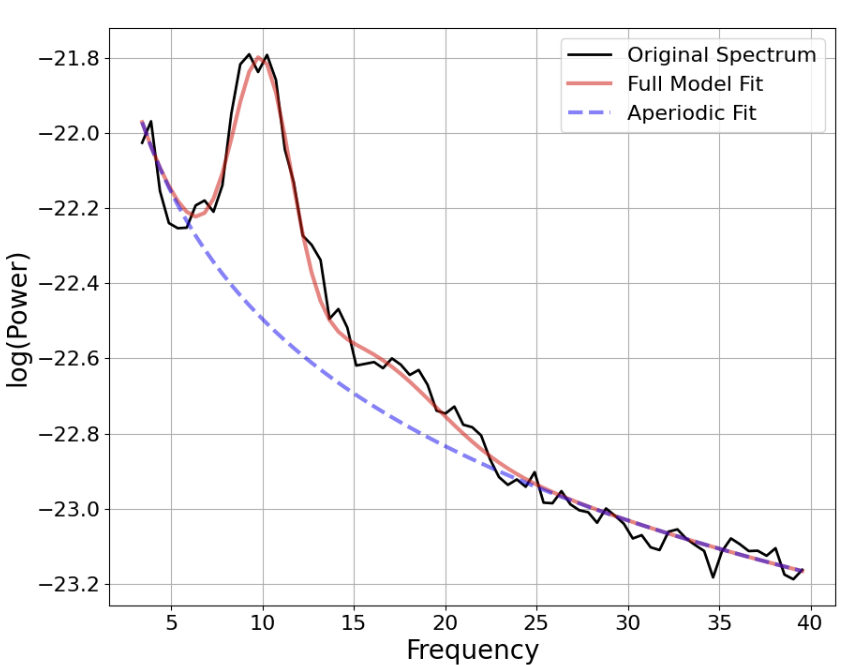 −21.8
−22.0
−22.2
−22.4
−22.6
−22.8
−23.0
−23.2
log(Power)
5 10 15 20 25 30 35 40
Frequency
Original Spectrum
Full Model Fit
Aperiodic Fit